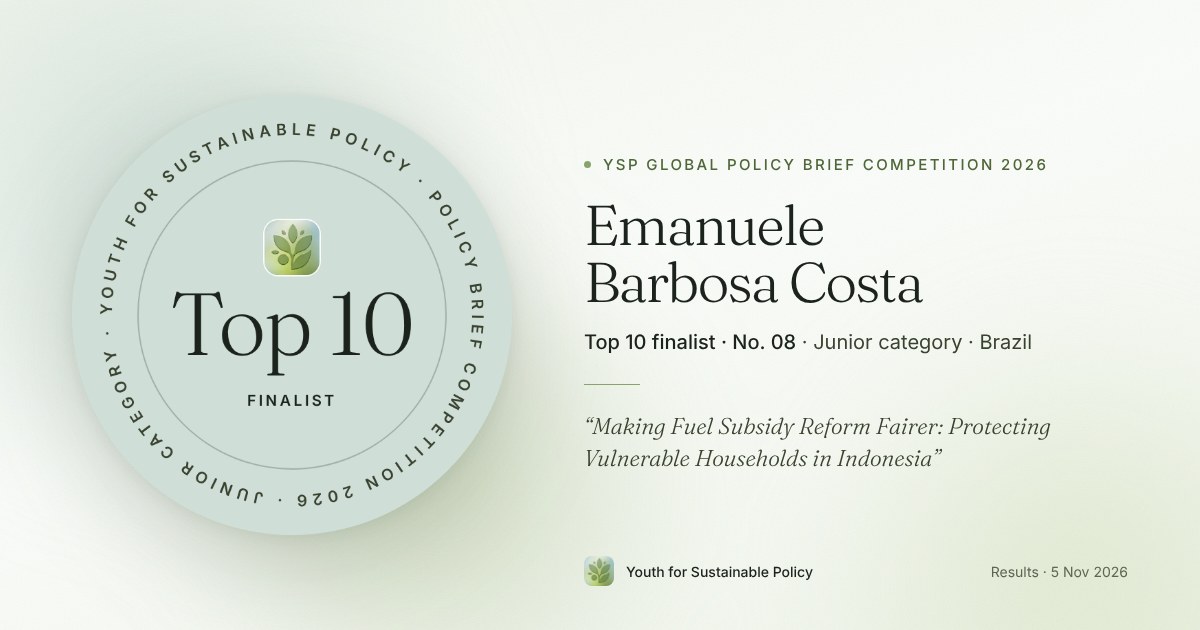 YOUTH FOR SUSTAINABLE POLICY · POLICY BRIEF COMPETITION 2026 · JUNIOR CATEGORY ·
Top 10
FINALIST
YSP GLOBAL POLICY BRIEF COMPETITION 2026
Emanuele
Barbosa Costa
Top 10 finalist · No. 08 · Junior category · Brazil
“Making Fuel Subsidy Reform Fairer: Protecting
Vulnerable Households in Indonesia”
Youth for Sustainable Policy
Results · 5 Nov 2026